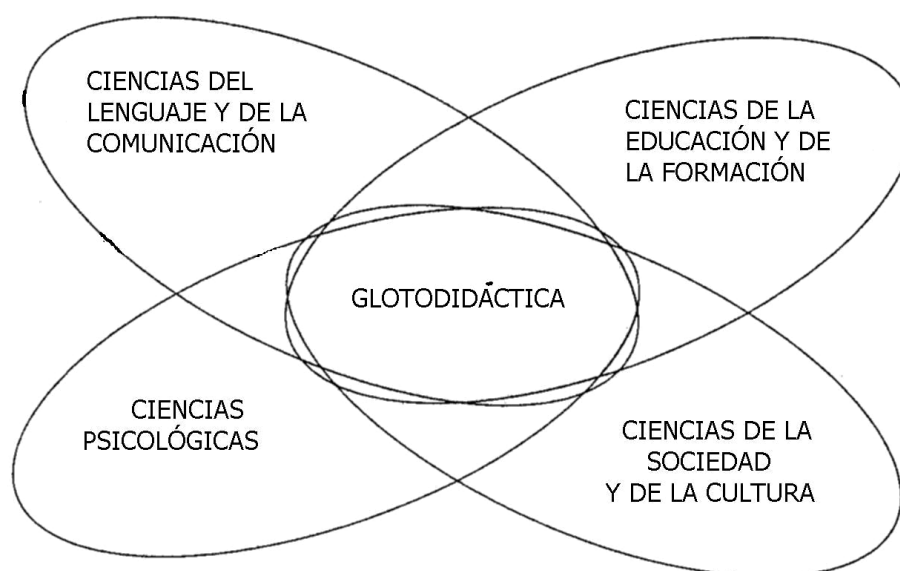 CIENCIAS DEL
LENGUAJE Y DE LA
COMUNICACIÓN
CIENCIAS DE LA
EDUCACIÓN Y DE
LA FORMACIÓN
GLOTODIDÁCTICA
CIENCIAS
PSICOLÓGICAS
CIENCIAS DE LA
SOCIEDAD
Y DE LA CULTURA